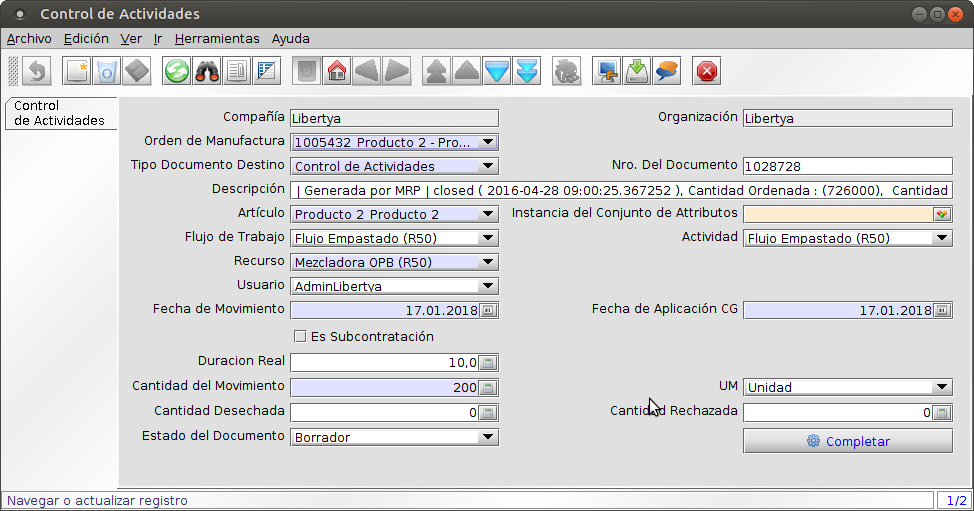 Control de Actividades
Archivo Edición Ver Ir Herramientas Ayuda
Control
de Actividades
Compañía Libertya Organización Libertya
Orden de Manufactura 1005432 Producto 2 - Pro...
Tipo Documento Destino Control de Actividades Nro. Del Documento 1028728
Descripción | Generada por MRP | closed ( 2016-04-28 09:00:25.367252 ), Cantidad Ordenada : (726000), Cantidad
Artículo Producto 2 Producto 2 Instancia del Conjunto de Attributos
Flujo de Trabajo Flujo Empastado (R50) Actividad Flujo Empastado (R50)
Recurso Mezcladora OPB (R50)
Usuario AdminLibertya
Fecha de Movimiento 17.01.2018 Fecha de Aplicación CG 17.01.2018
Es Subcontratación
Duracion Real 10,0
Cantidad del Movimiento 200 UM Unidad
Cantidad Desechada 0 Cantidad Rechazada 0
Estado del Documento Borrador Completar
Navegar o actualizar registro 1/2